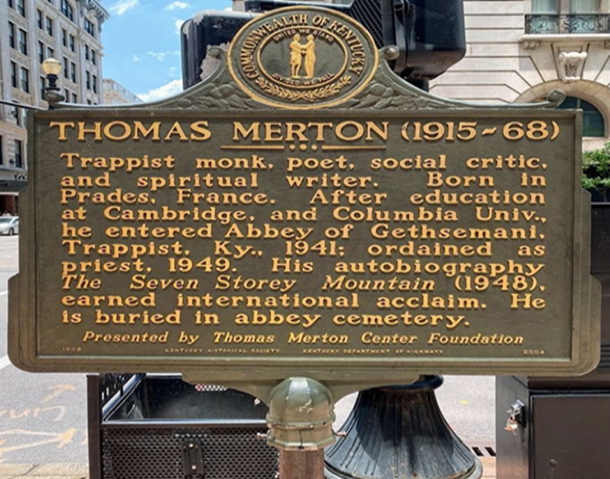 COMMONWEALTH OF KENTUCKY
UNITED WE STAND
DIVIDED WE FALL
THOMAS MERTON (1915-68)
Trappist monk, poet, social critic,
and spiritual writer. Born in
Prades, France. After education
at Cambridge, and Columbia Univ.,
he entered Abbey of Gethsemani,
Trappist, Ky., 1941; ordained as
priest, 1949. His autobiography
The Seven Storey Mountain (1948),
earned international acclaim. He
is buried in abbey cemetery.
Presented by Thomas Merton Center Foundation
KENTUCKY HISTORICAL SOCIETY KENTUCKY DEPARTMENT OF HIGHWAYS 2004